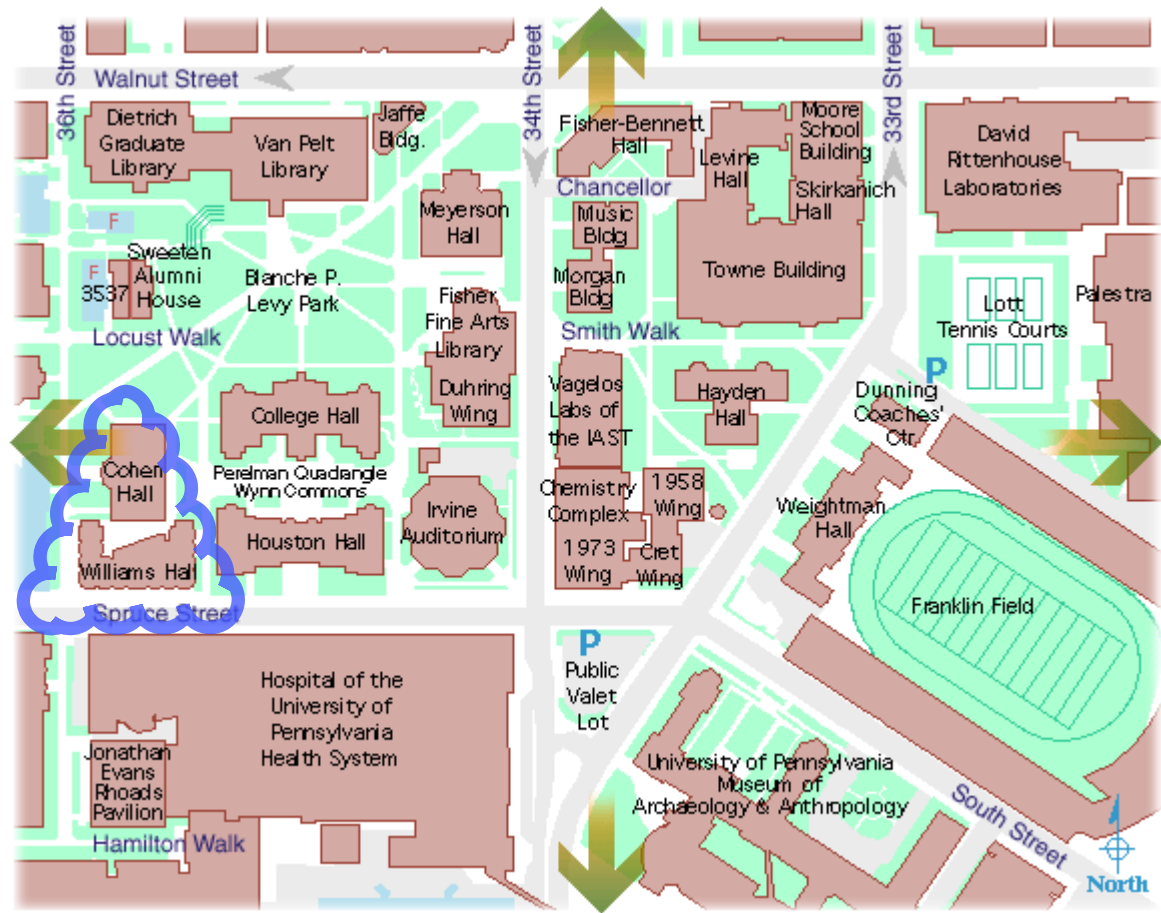 36th Street
Walnut Street
34th Street
33rd Street
Dietrich
Graduate
Library
Van Pelt
Library
Jaffe
Bldg.
Fisher-Bennett
Hall
Levine
Hall
Moore
School
Building
Skirkanich
Hall
David
Rittenhouse
Laboratories
Chancellor
Meyerson
Hall
Music
Bldg
Morgan
Bldg
Towne Building
F
F
3537
Sweeten
Alumni
House
Blanche P.
Levy Park
Fisher
Fine Arts
Library
Duhring
Wing
Lott
Tennis Courts
Palestra
Locust Walk
Smith Walk
P
College Hall
Vagelos
Labs of
the IAST
Hayden
Hall
Dunning
Coaches'
Ctr.
Cohen
Hall
Perelman Quadrangle
Wynn Commons
Irvine
Auditorium
Chemistry
Complex
1958
Wing
1973
Wing
Cret
Wing
Weightman
Hall
Williams Hall
Houston Hall
Franklin Field
Spruce Street
P
Public
Valet
Lot
Hospital of the
University of
Pennsylvania
Health System
Jonathan
Evans
Rhoads
Pavilion
University of Pennsylvania
Museum of
Archaeology & Anthropology
South Street
Hamilton Walk
North